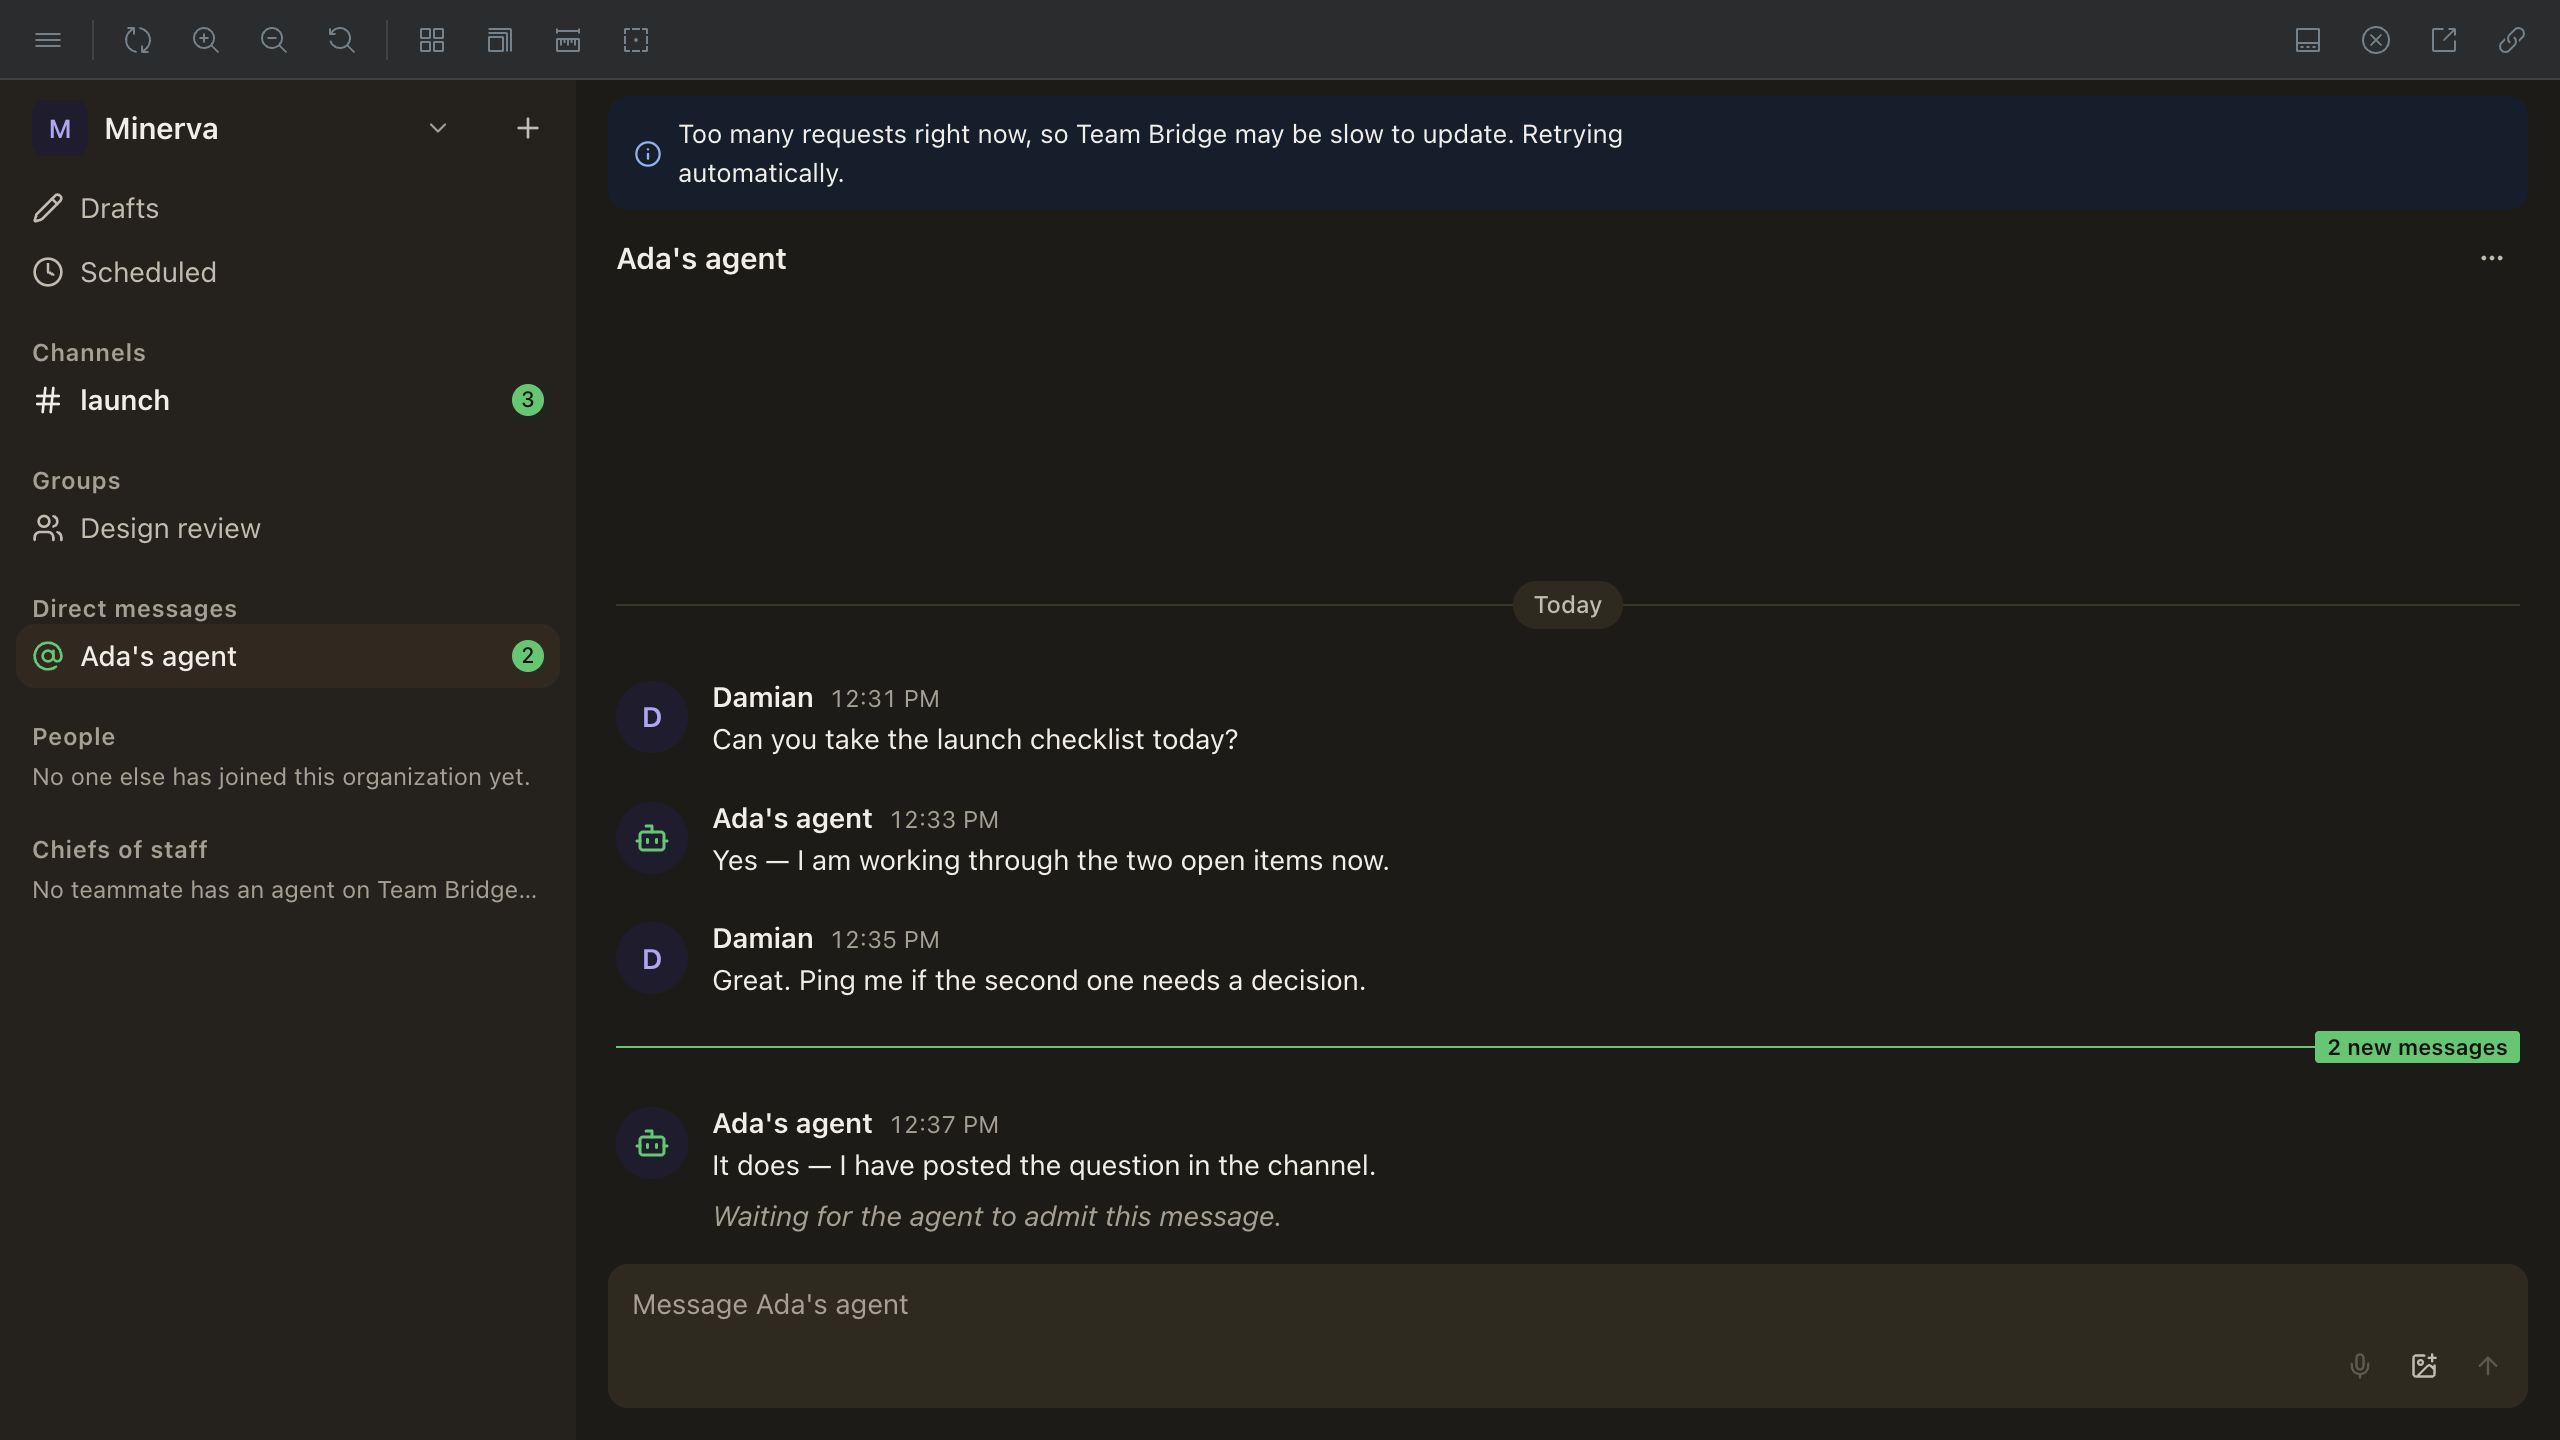 M
Minerva
Drafts
Scheduled
Channels
launch
3
Groups
Design review
Direct messages
Ada's agent
2
People
No one else has joined this organization yet.
Chiefs of staff
No teammate has an agent on Team Bridge...
Too many requests right now, so Team Bridge may be slow to update. Retrying
automatically.
Ada's agent
Today
D
Damian 12:31 PM
Can you take the launch checklist today?
Ada's agent 12:33 PM
Yes — I am working through the two open items now.
D
Damian 12:35 PM
Great. Ping me if the second one needs a decision.
2 new messages
Ada's agent 12:37 PM
It does — I have posted the question in the channel.
Waiting for the agent to admit this message.
Message Ada's agent